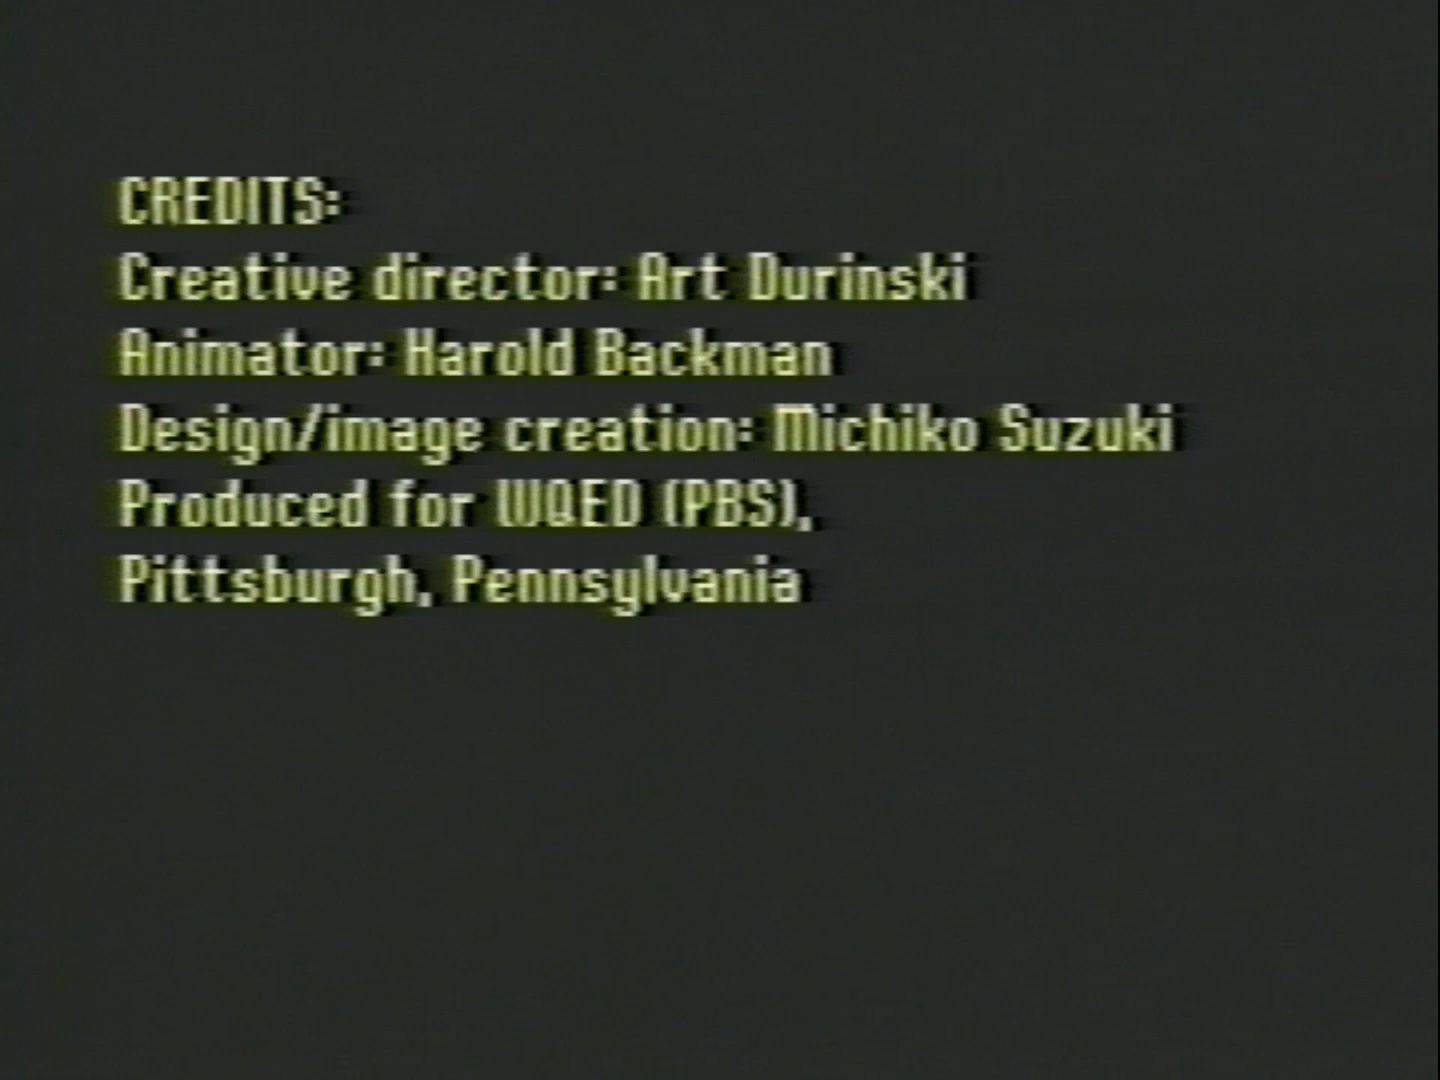 CREDITS:
Creative director: Art Durinski
Animator: Harold Backman
Design/image creation: Michiko Suzuki
Produced for WQED (PBS),
Pittsburgh, Pennsylvania